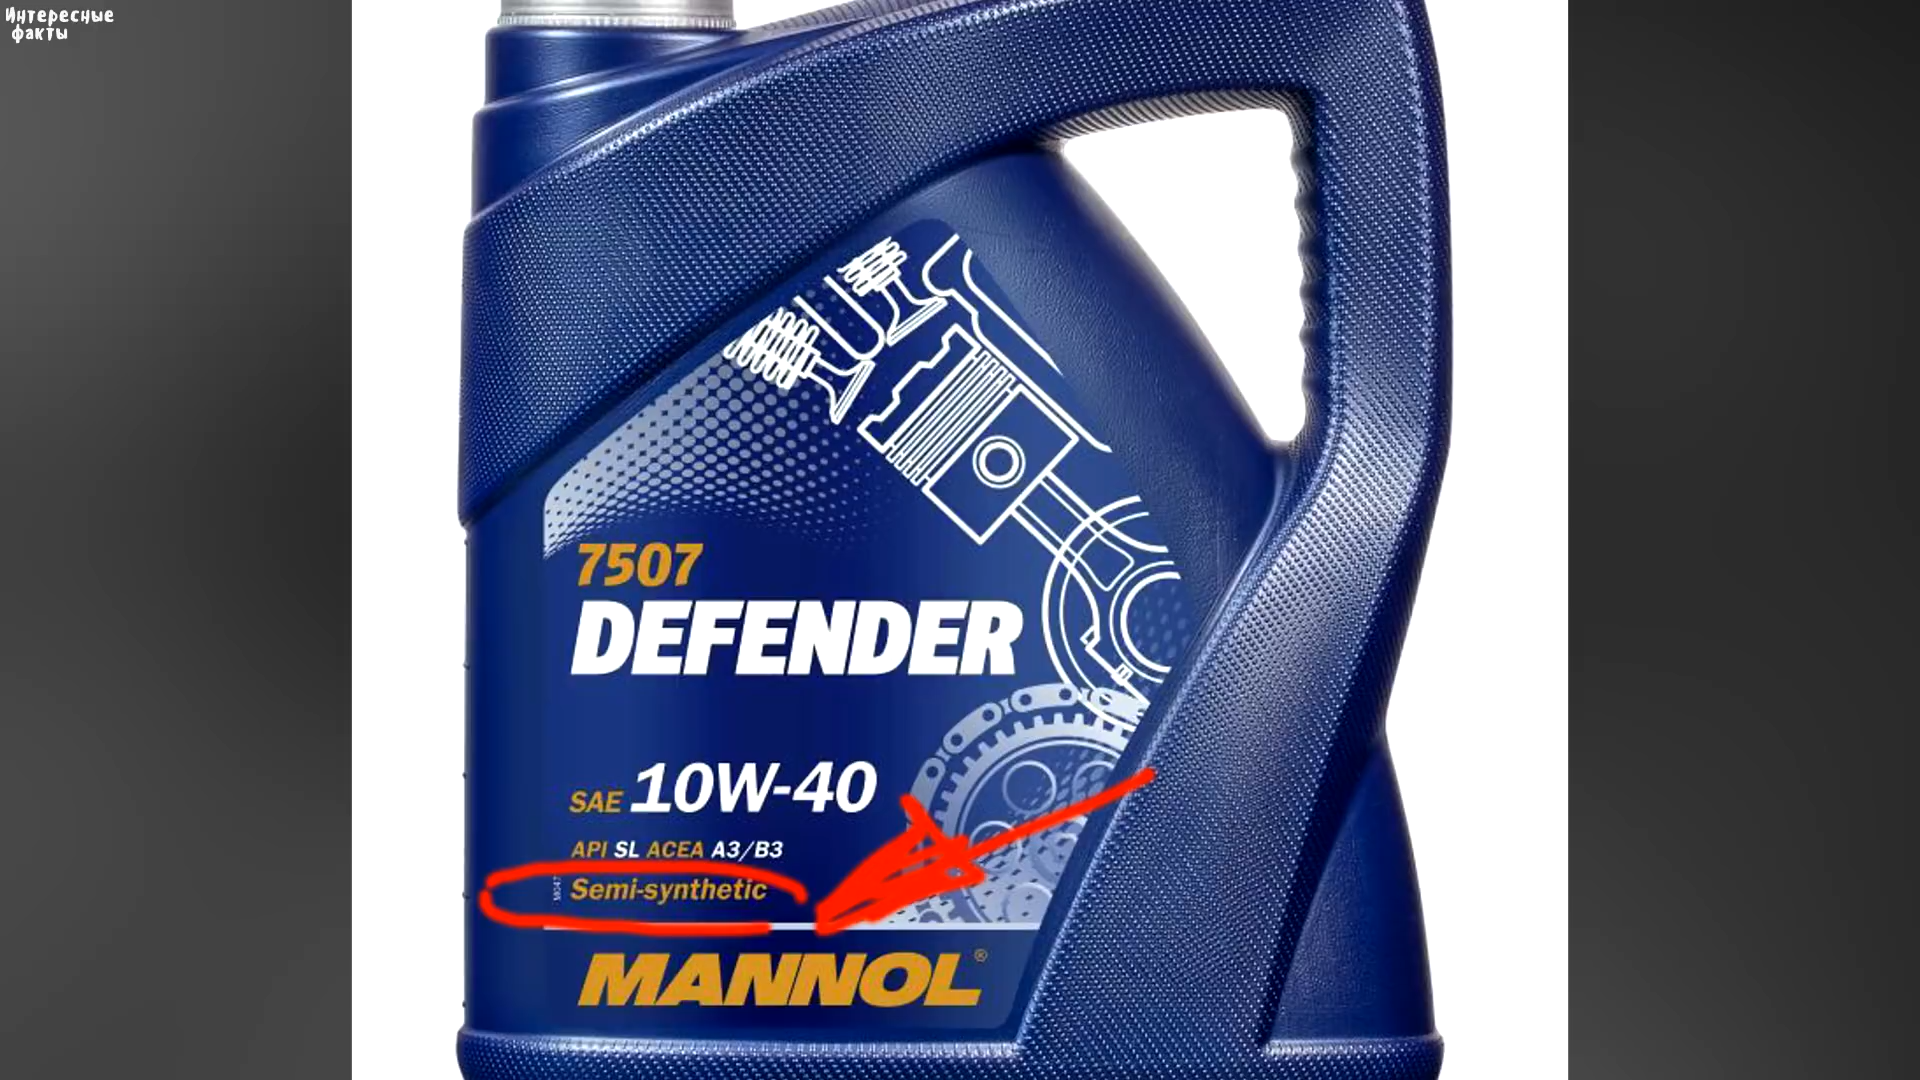 Интересные
факты
7507
DEFENDER
SAE 10W-40
API SL ACEA A3/B3
Semi-synthetic
MANNOL®